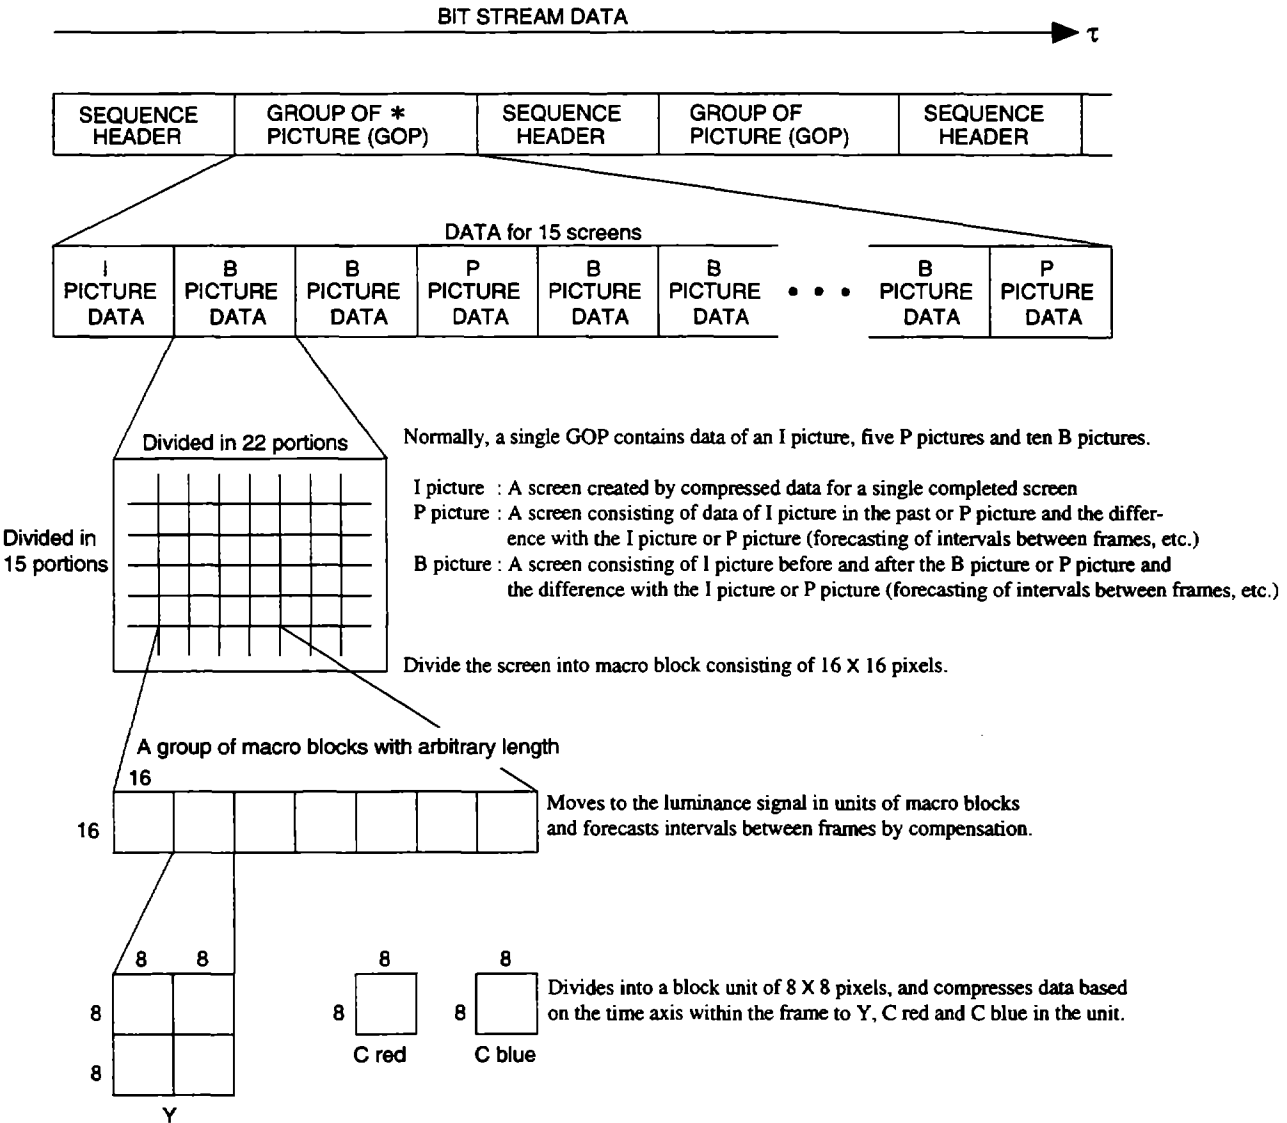 BIT STREAM DATA
τ
SEQUENCE HEADER
GROUP OF * PICTURE (GOP)
SEQUENCE HEADER
GROUP OF PICTURE (GOP)
SEQUENCE HEADER
DATA for 15 screens
I PICTURE DATA
B PICTURE DATA
B PICTURE DATA
P PICTURE DATA
B PICTURE DATA
B PICTURE DATA
• • •
B PICTURE DATA
P PICTURE DATA
Divided in 22 portions
Divided in
15 portions
Normally, a single GOP contains data of an I picture, five P pictures and ten B pictures.
I picture : A screen created by compressed data for a single completed screen
P picture : A screen consisting of data of I picture in the past or P picture and the differ-
ence with the I picture or P picture (forecasting of intervals between frames, etc.)
B picture : A screen consisting of I picture before and after the B picture or P picture and
the difference with the I picture or P picture (forecasting of intervals between frames, etc.)
Divide the screen into macro block consisting of 16 X 16 pixels.
A group of macro blocks with arbitrary length
16
16
Moves to the luminance signal in units of macro blocks
and forecasts intervals between frames by compensation.
8 8
8
8
Y
8
8
C red
8
8
C blue
Divides into a block unit of 8 X 8 pixels, and compresses data based
on the time axis within the frame to Y, C red and C blue in the unit.